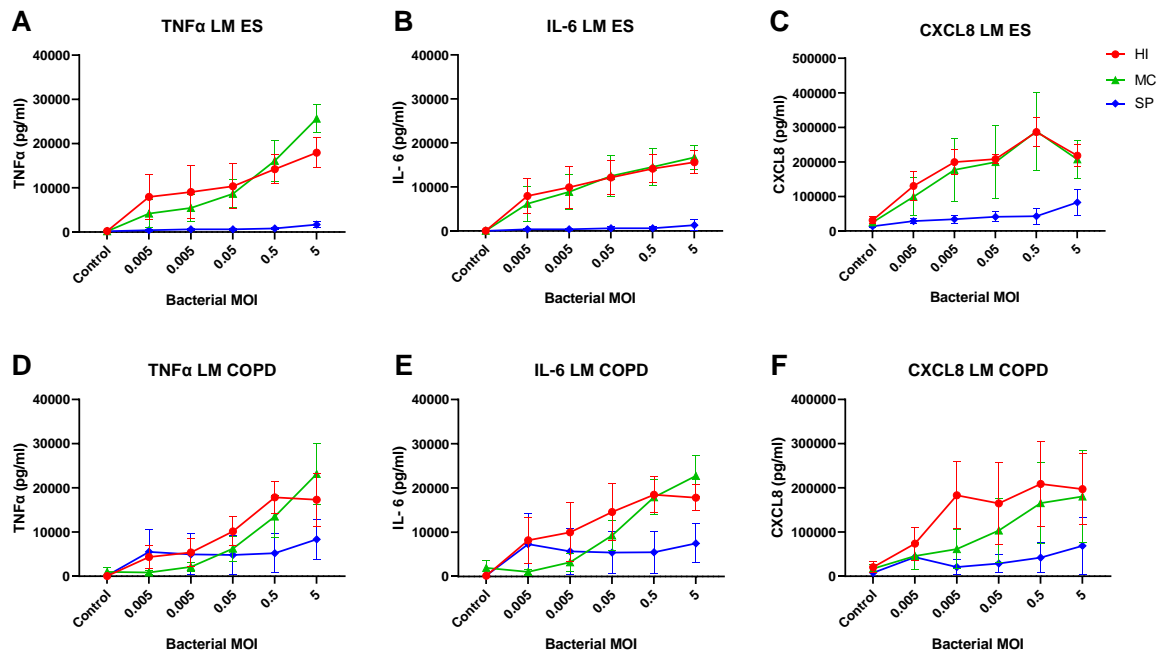 A
TNFα LM ES
TNFα (pg/ml)
40000
30000
20000
10000
0
Control
0.005
0.005
0.05
0.5
5
Bacterial MOI
B
IL-6 LM ES
IL- 6 (pg/ml)
40000
30000
20000
10000
0
Control
0.005
0.005
0.05
0.5
5
Bacterial MOI
C
CXCL8 LM ES
CXCL8 (pg/ml)
500000
400000
300000
200000
100000
0
Control
0.005
0.005
0.05
0.5
5
Bacterial MOI
HI
MC
SP
D
TNFα LM COPD
TNFα (pg/ml)
40000
30000
20000
10000
0
Control
0.005
0.005
0.05
0.5
5
Bacterial MOI
E
IL-6 LM COPD
IL- 6 (pg/ml)
40000
30000
20000
10000
0
Control
0.005
0.005
0.05
0.5
5
Bacterial MOI
F
CXCL8 LM COPD
CXCL8 (pg/ml)
400000
300000
200000
100000
0
Control
0.005
0.005
0.05
0.5
5
Bacterial MOI